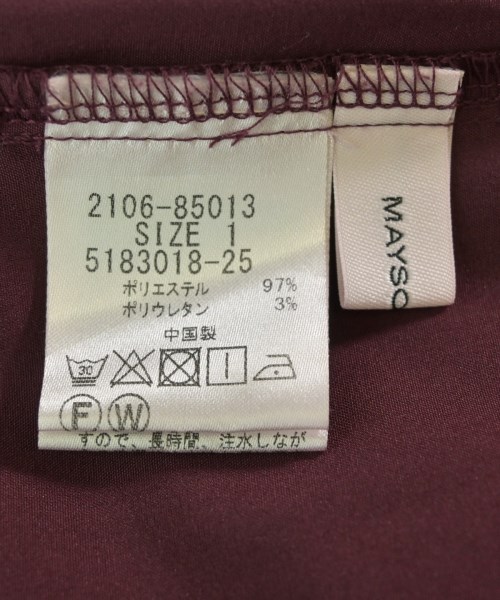 2106-85013
SIZE 1
5183018-25
ポリエステル 97%
ポリウレタン 3%
中国製
30
F W
すので、長時間、注水しなが
MAYSO